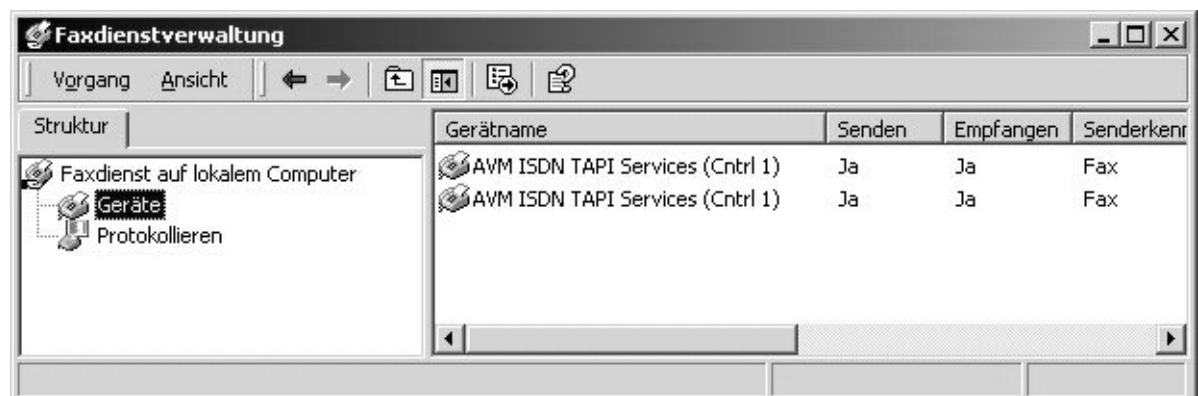 Faxdienstverwaltung
Vorgang Ansicht
Struktur
Faxdienst auf lokalem Computer
Geräte
Protokollieren
Gerätname Senden Empfangen Senderkenn
AVM ISDN TAPI Services (Cntrl 1) Ja Ja Fax
AVM ISDN TAPI Services (Cntrl 1) Ja Ja Fax